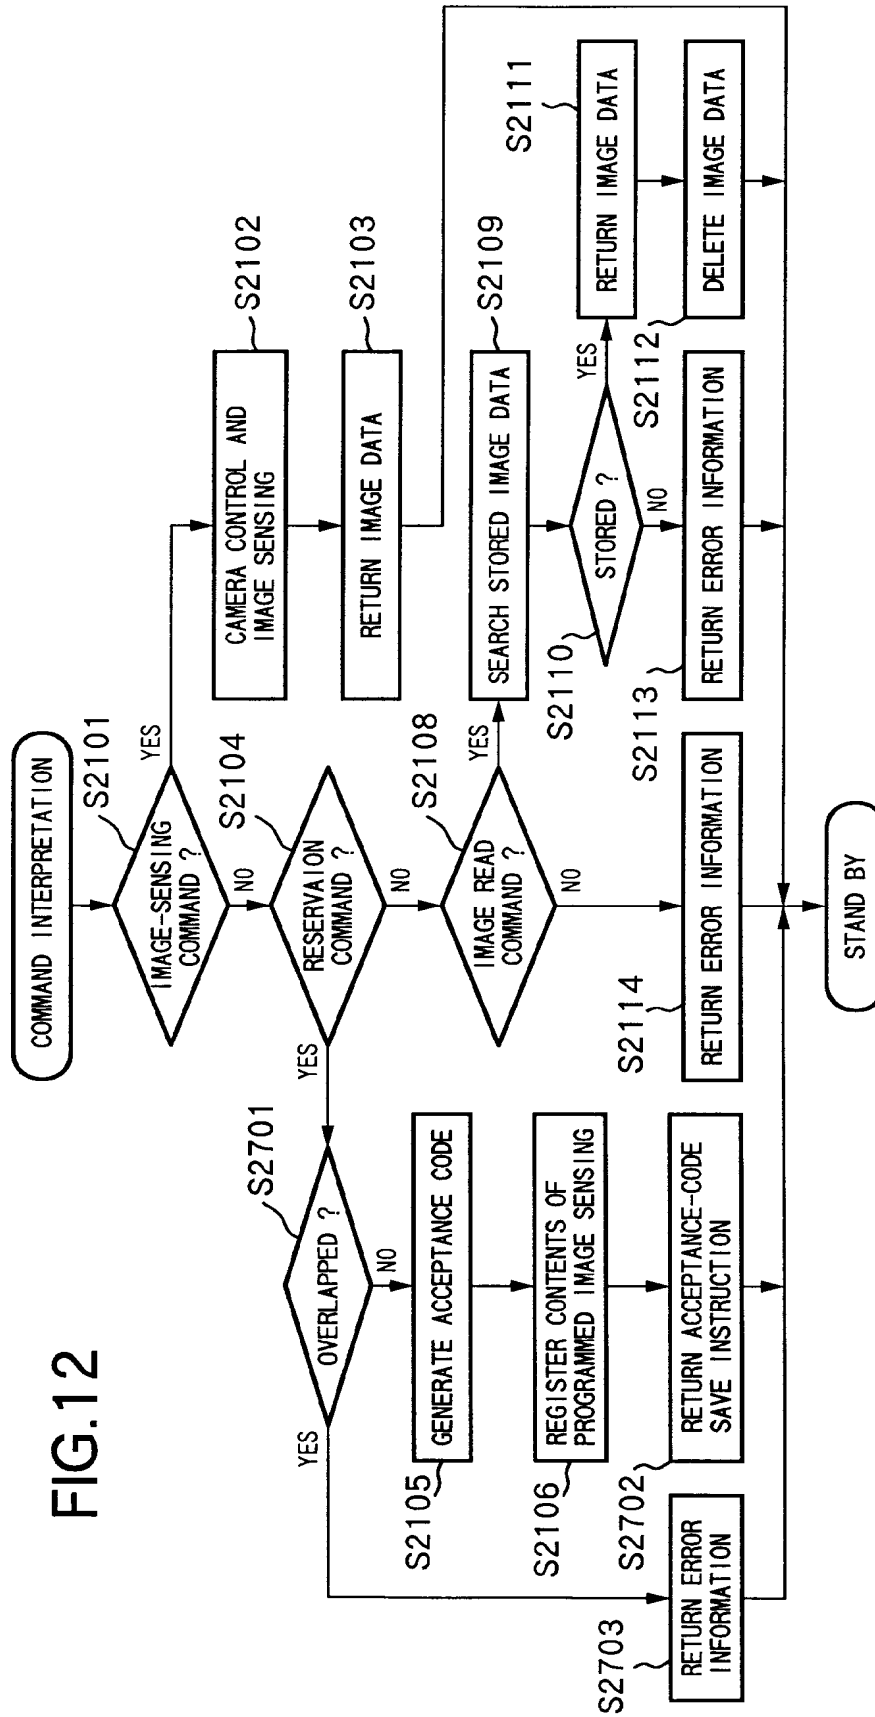 FIG.12
COMMAND INTERPRETATION
S2101
IMAGE-SENSING
COMMAND ?
YES
NO
S2102
CAMERA CONTROL AND
IMAGE SENSING
S2103
RETURN IMAGE DATA
S2104
RESERVAION
COMMAND ?
YES
NO
S2701
OVERLAPPED ?
YES
NO
S2105
GENERATE ACCEPTANCE CODE
S2106
REGISTER CONTENTS OF
PROGRAMMED IMAGE SENSING
S2702
RETURN ACCEPTANCE-CODE
SAVE INSTRUCTION
S2703
RETURN ERROR
INFORMATION
S2108
IMAGE READ
COMMAND ?
YES
NO
S2109
SEARCH STORED IMAGE DATA
S2110
STORED ?
YES
NO
S2111
RETURN IMAGE DATA
S2112
DELETE IMAGE DATA
S2113
RETURN ERROR INFORMATION
S2114
RETURN ERROR INFORMATION
STAND BY